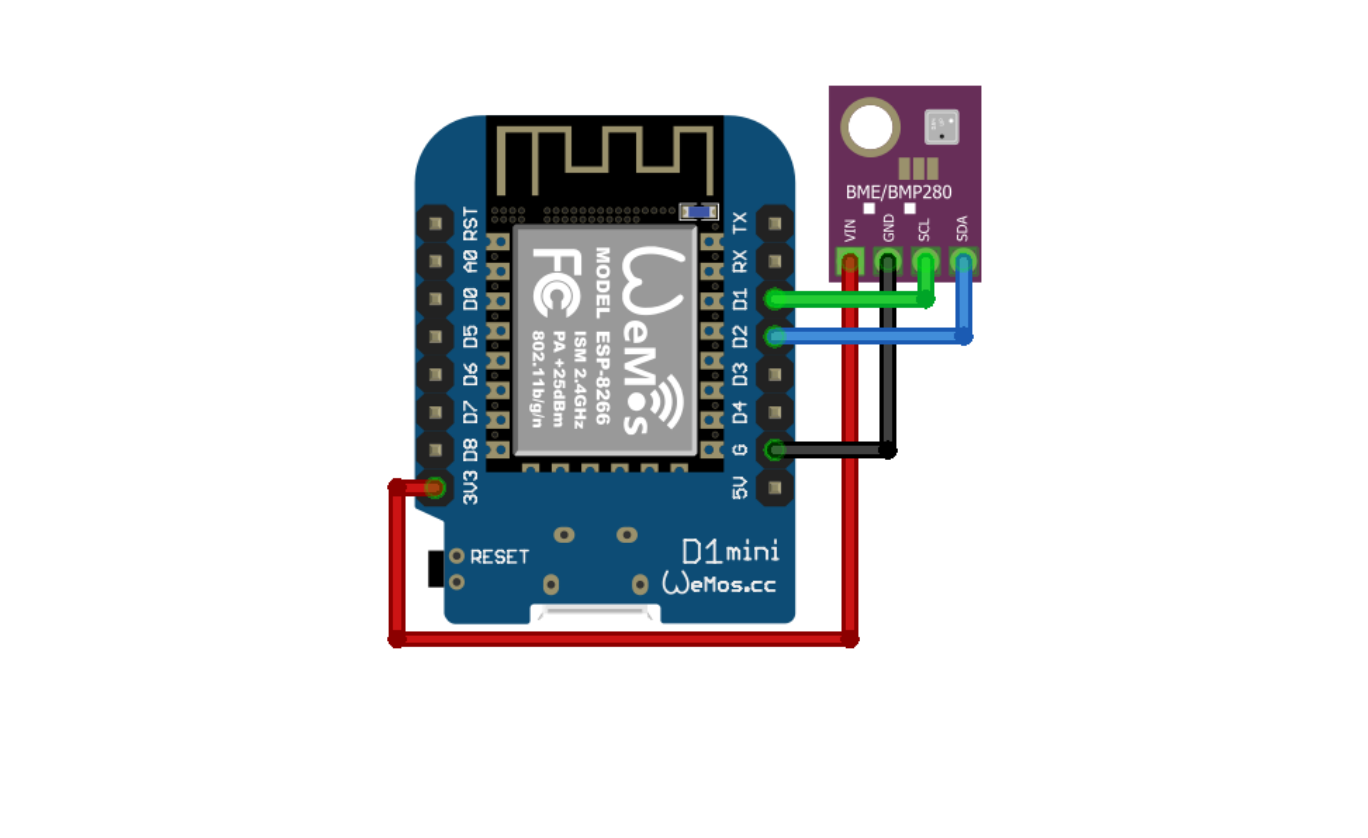 BME/BMP280
VIN
GND
SCL
SDA
RST
A0
D0
D5
D6
D7
D8
3V3
TX
RX
D1
D2
D3
D4
G
5V
WeMos
FC
MODEL ESP-8266
ISM 2.4GHz
PA +25dBm
802.11b/g/n
RESET
D1mini
WeMos.cc